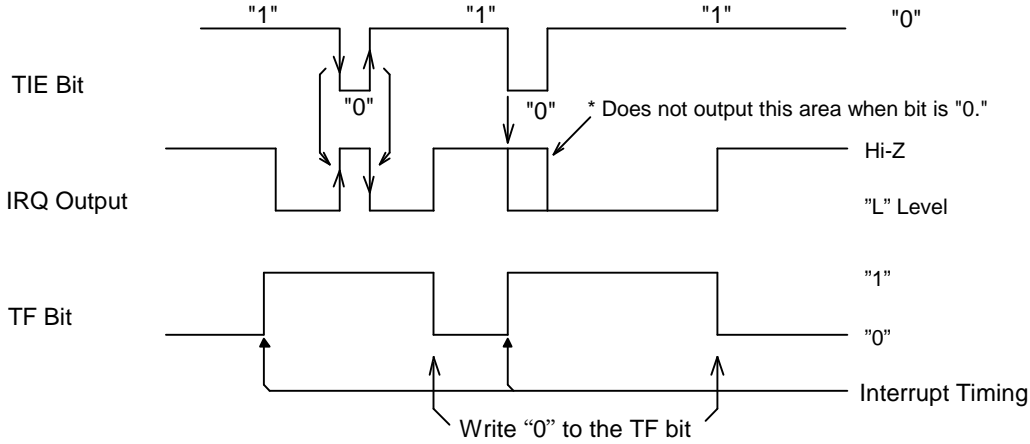 "1" "1" "1" "0"
TIE Bit
"0" "0" * Does not output this area when bit is "0."
Hi-Z
IRQ Output
"L" Level
"1"
TF Bit
"0"
Interrupt Timing
Write “0” to the TF bit